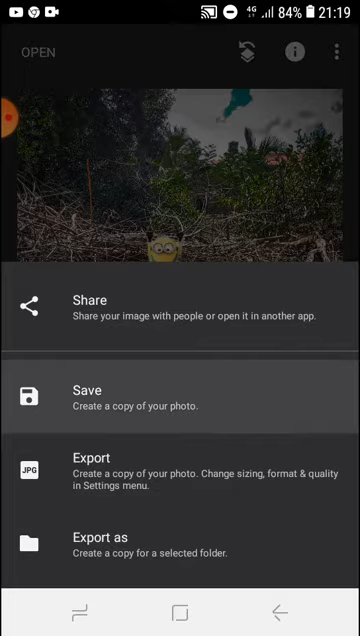 4G 84% 21:19
OPEN
Share
Share your image with people or open it in another app.
Save
Create a copy of your photo.
Export
JPG
Create a copy of your photo. Change sizing, format & quality
in Settings menu.
Export as
Create a copy for a selected folder.